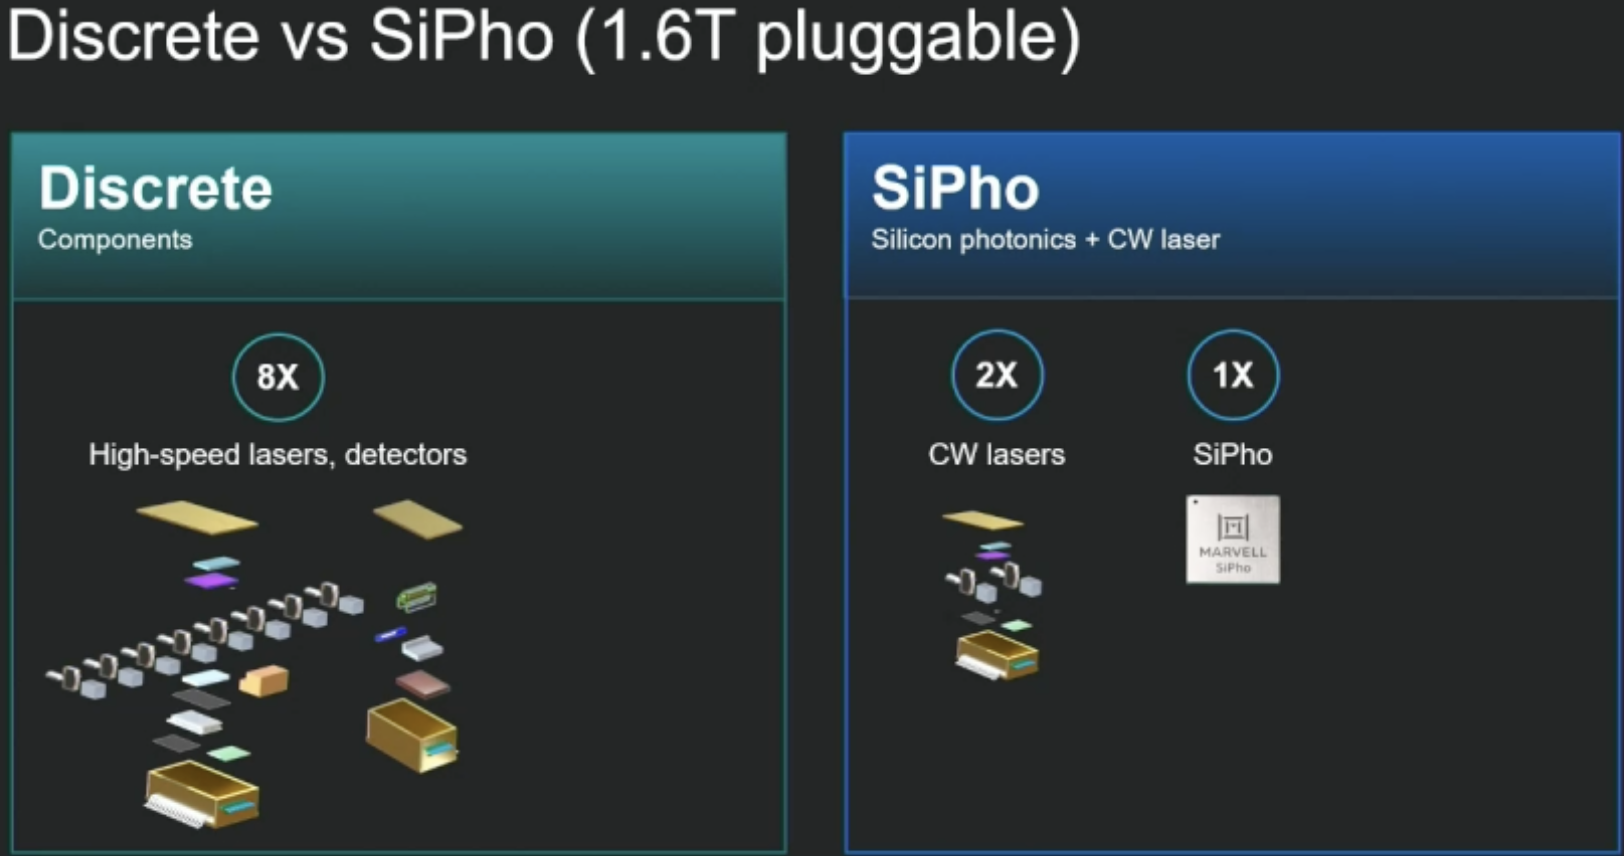 Discrete vs SiPho (1.6T pluggable)
Discrete
Components
8X
High-speed lasers, detectors
SiPho
Silicon photonics + CW laser
2X
CW lasers
1X
SiPho
MARVELL
SiPho